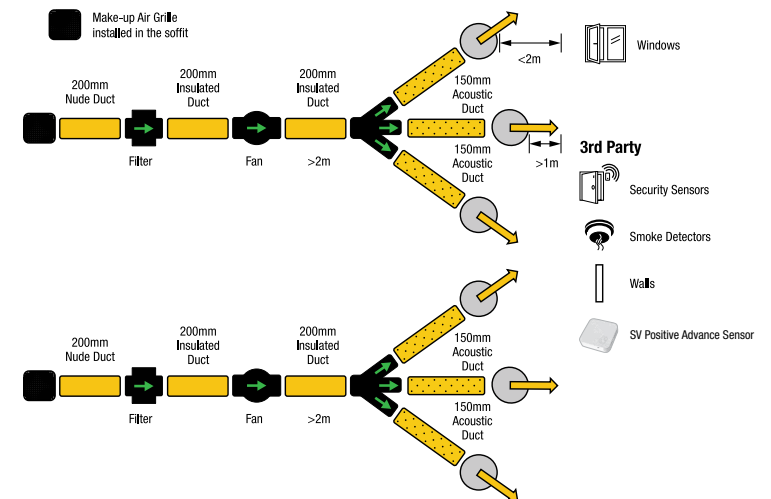 Make-up Air Grille
installed in the soffit
200mm
Nude Duct
200mm
Insulated
Duct
200mm
Insulated
Duct
Filter
Fan
>2m
150mm
Acoustic
Duct
150mm
Acoustic
Duct
<2m
>1m
Windows
3rd Party
Security Sensors
Smoke Detectors
Walls
SV Positive Advance Sensor
200mm
Nude Duct
200mm
Insulated
Duct
200mm
Insulated
Duct
Filter
Fan
>2m
150mm
Acoustic
Duct
150mm
Acoustic
Duct